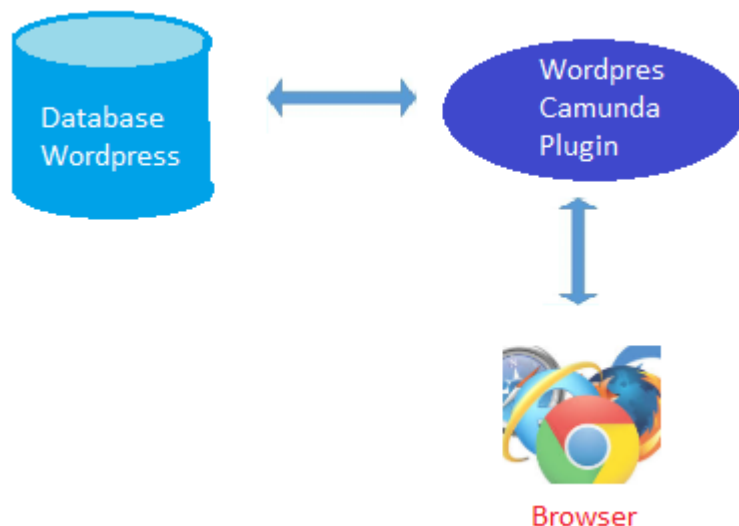 Database
Wordpress
Wordpres
Camunda
Plugin
Browser